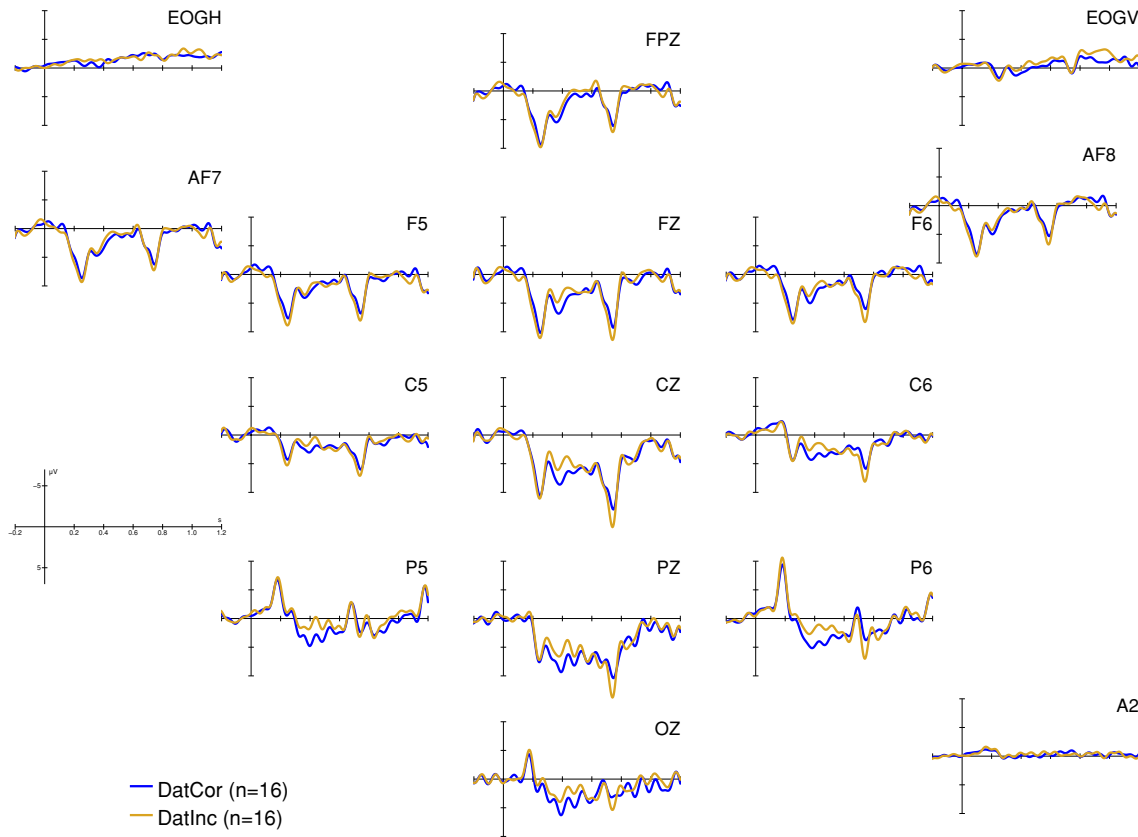 EOGH
FPZ
EOGV
AF7
AF8
F5
FZ
F6
C5
CZ
C6
µV
−5
s
−0.2 0.2 0.4 0.6 0.8 1.0 1.2
5
P5
PZ
P6
A2
OZ
DatCor (n=16)
DatInc (n=16)